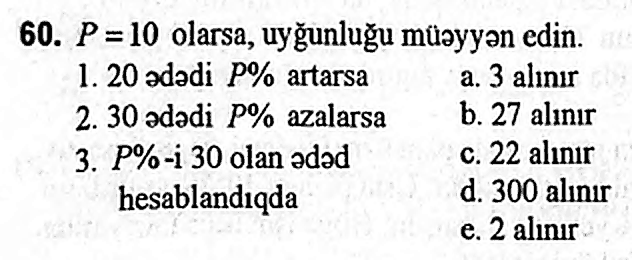 60. P = 10 olarsa, uyğunluğu müəyyən edin.
1. 20 ədədi P% artarsa
a. 3 alınır
2. 30 ədədi P% azalarsa
b. 27 alınır
3. P%-i 30 olan ədəd
c. 22 alınır
hesablandıqda
d. 300 alınır
e. 2 alınır